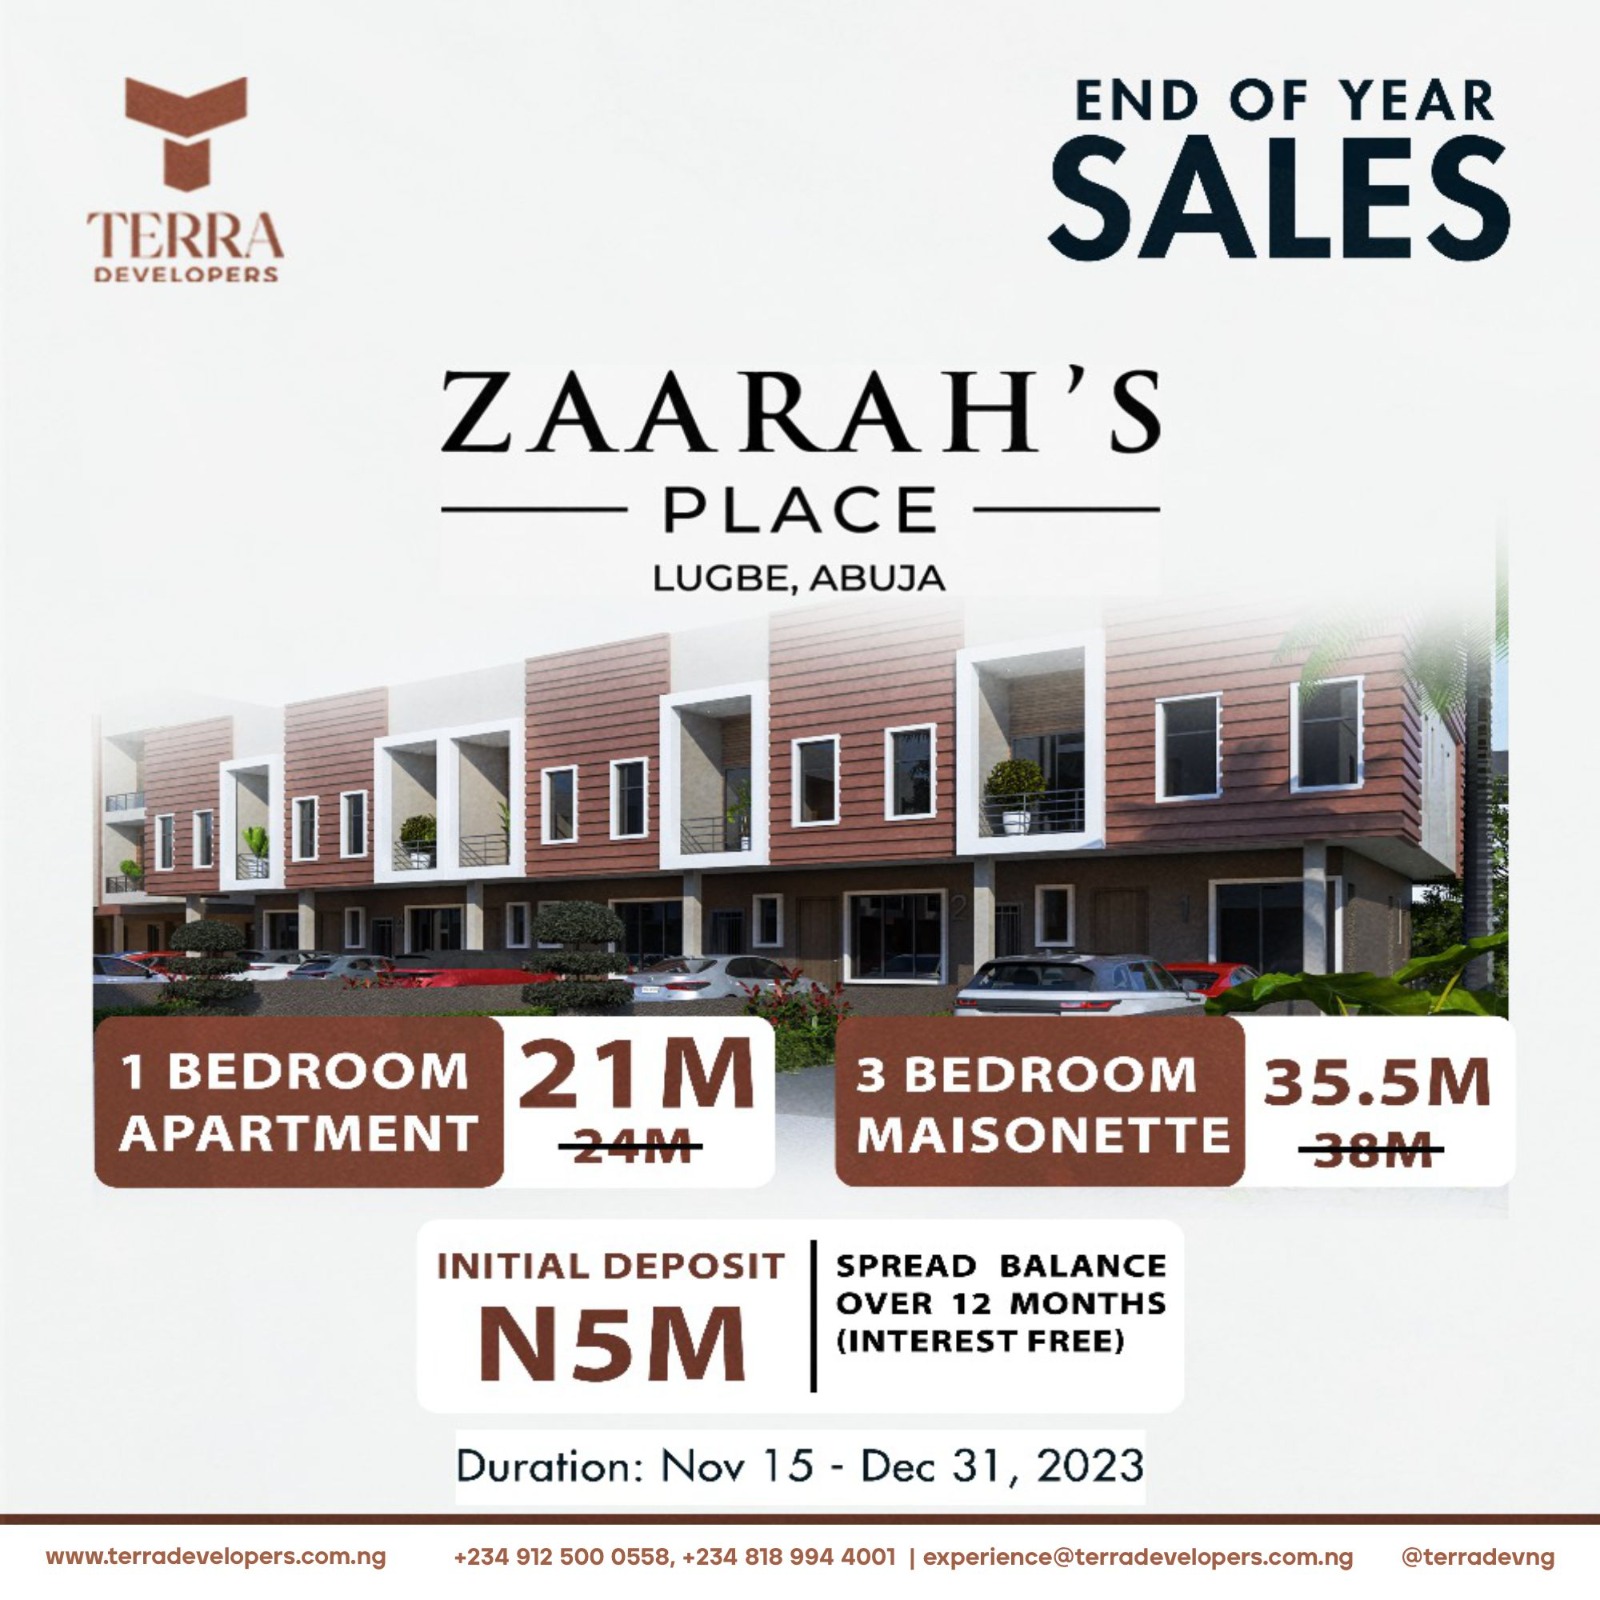 TERRA
DEVELOPERS
END OF YEAR
SALES
ZAARAH'S
PLACE
LUGBE, ABUJA
2
1
1 BEDROOM
APARTMENT
21M
24M
3 BEDROOM
MAISONETTE
35.5M
38M
INITIAL DEPOSIT
N5M
SPREAD BALANCE
OVER 12 MONTHS
(INTEREST FREE)
Duration: Nov 15 - Dec 31, 2023
www.terradevelopers.com.ng
+234 912 500 0558, +234 818 994 4001 | experience@terradevelopers.com.ng
@terradevng